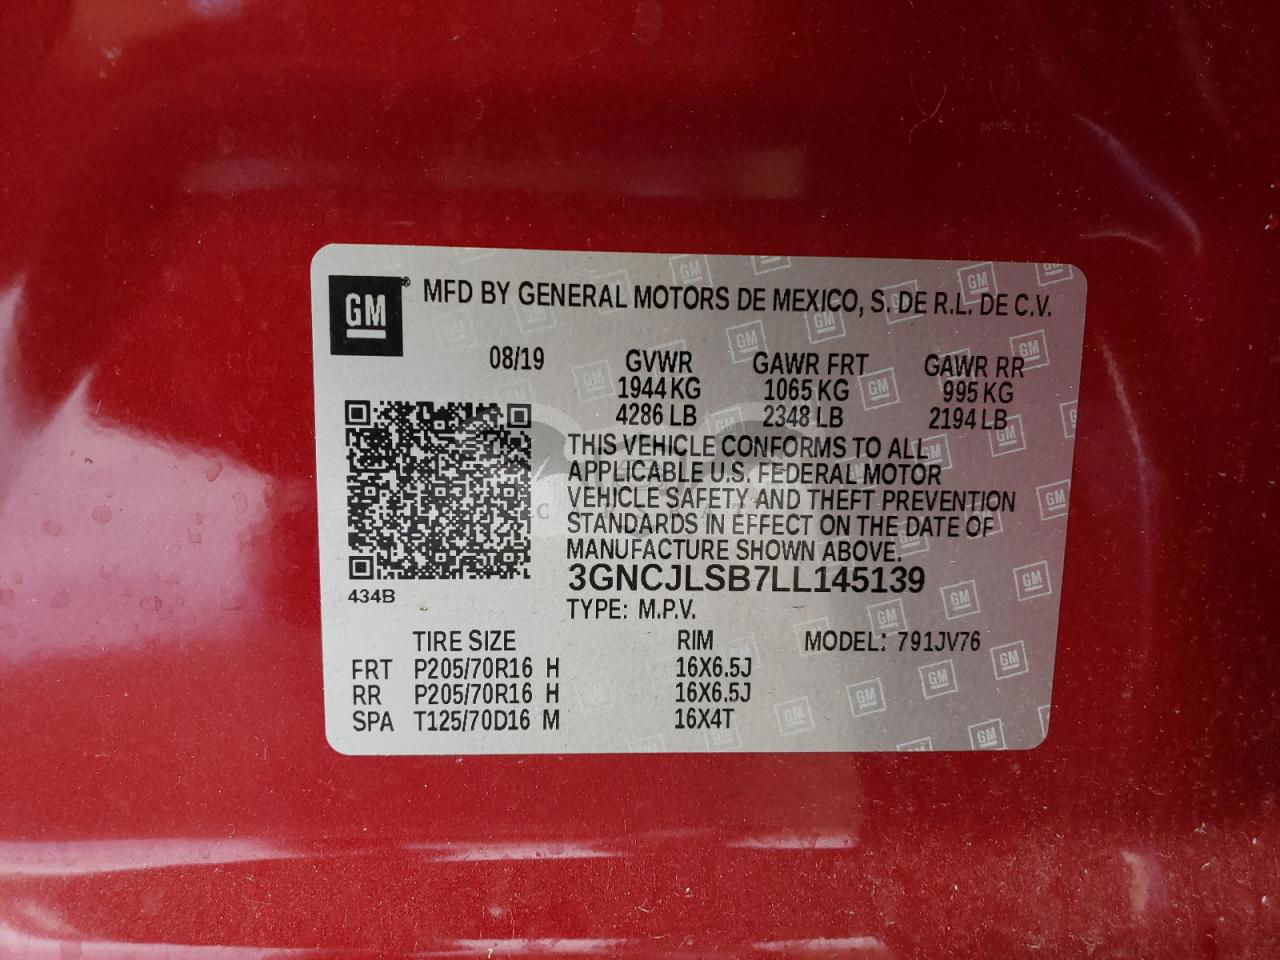 GM® MFD BY GENERAL MOTORS DE MEXICO, S. DE R.L. DE C.V.
08/19 GVWR GAWR FRT GAWR RR
1944 KG 1065 KG 995 KG
4286 LB 2348 LB 2194 LB
THIS VEHICLE CONFORMS TO ALL
APPLICABLE U.S. FEDERAL MOTOR
VEHICLE SAFETY AND THEFT PREVENTION
STANDARDS IN EFFECT ON THE DATE OF
MANUFACTURE SHOWN ABOVE.
3GNCJLSB7LL145139
434B
TYPE: M.P.V.
TIRE SIZE RIM MODEL: 791JV76
FRT P205/70R16 H 16X6.5J
RR P205/70R16 H 16X6.5J
SPA T125/70D16 M 16X4T